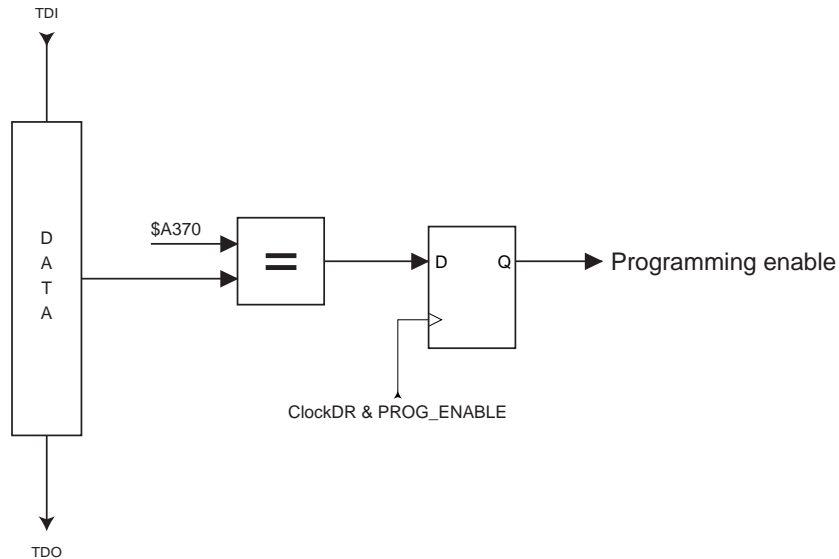 TDI
D
A
T
A
$A370
=
D
Q
Programming enable
ClockDR & PROG_ENABLE
TDO